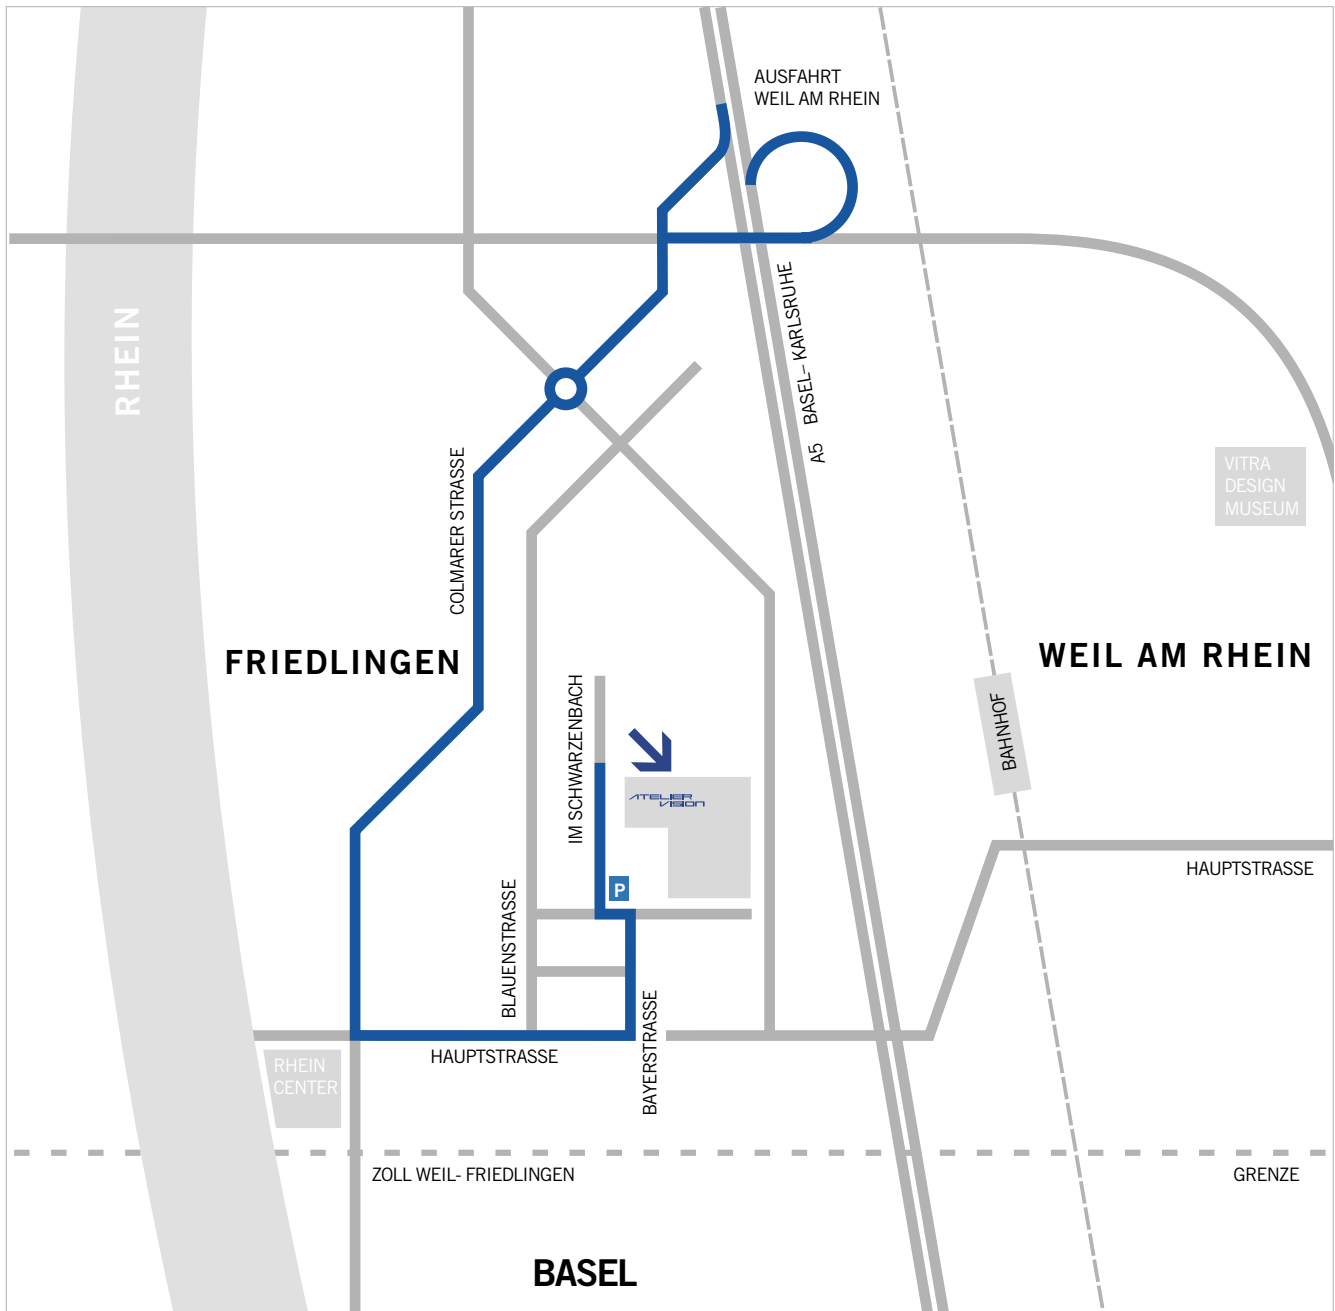 AUSFAHRT
WEIL AM RHEIN
RHEIN
A5 BASEL– KARLSRUHE
COLMARER STRASSE
VITRA
DESIGN
MUSEUM
FRIEDLINGEN
WEIL AM RHEIN
IM SCHWARZENBACH
BAHNHOF
ATELIER
VISION
P
HAUPTSTRASSE
BLAUENSTRASSE
BAYERSTRASSE
HAUPTSTRASSE
RHEIN
CENTER
ZOLL WEIL- FRIEDLINGEN
GRENZE
BASEL